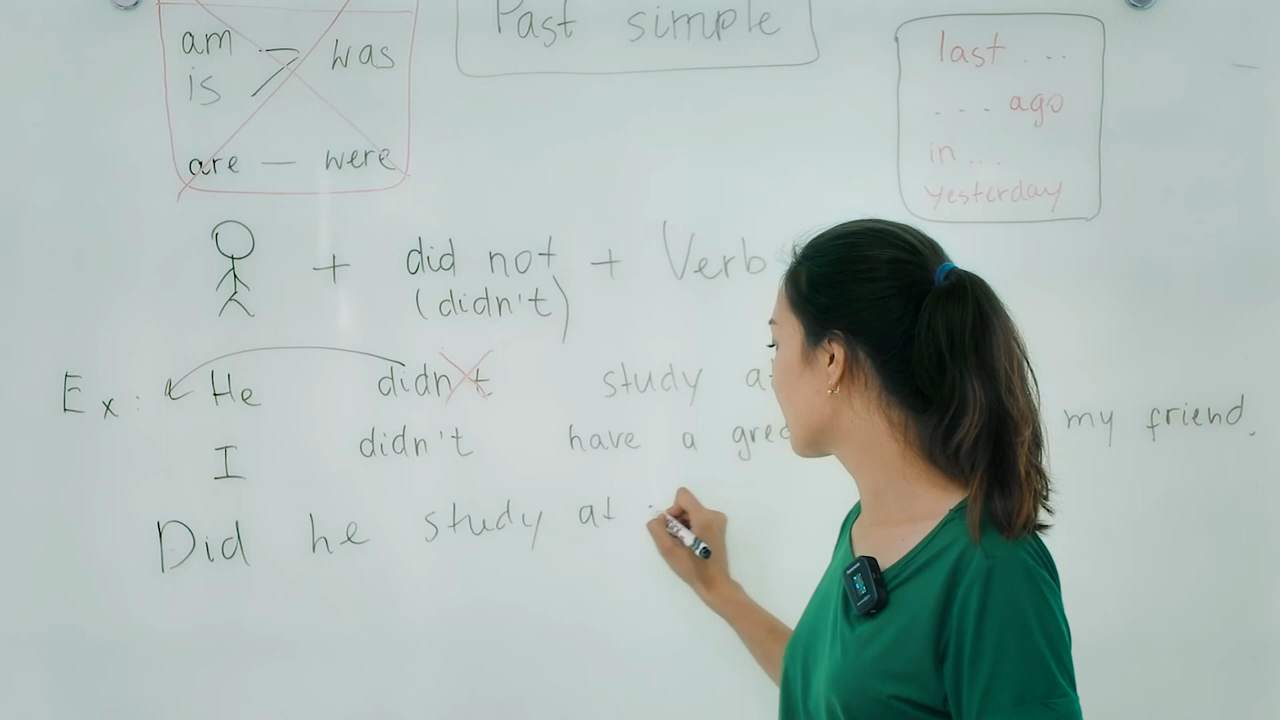 Past simple
am
is
was
are — were
last ...
... ago
in ...
yesterday
+ did not + Verb
(didn't)
Ex: He didn't study
I didn't have a my friend.
Did he study at